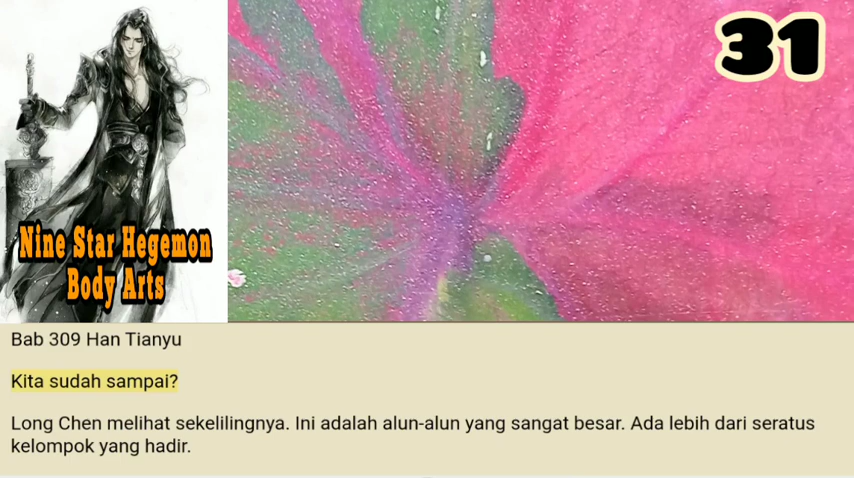 31
Nine Star Hegemon
Body Arts
Bab 309 Han Tianyu
Kita sudah sampai?
Long Chen melihat sekelilingnya. Ini adalah alun-alun yang sangat besar. Ada lebih dari seratus
kelompok yang hadir.